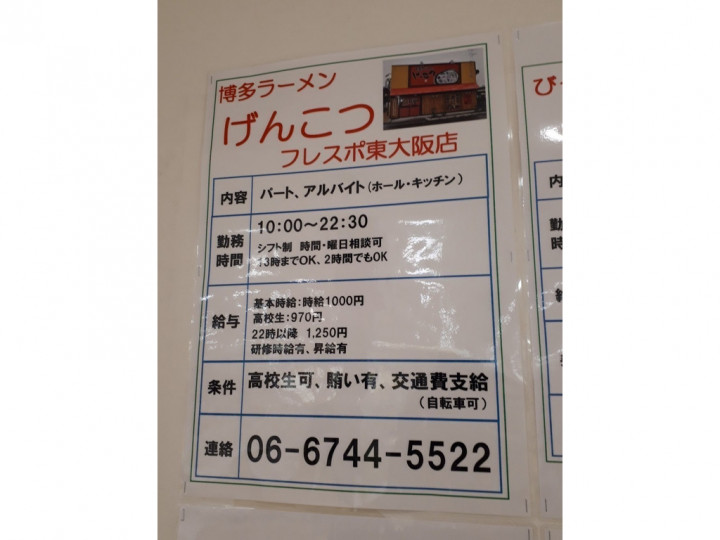 博多ラーメン
げんこつ
フレスポ東大阪店
内容 パート、アルバイト(ホール・キッチン)
勤務時間 10:00～22:30
シフト制 時間・曜日相談可
13時までOK、2時間でもOK
給与 基本時給:時給1000円
高校生:970円
22時以降 1,250円
研修時給有、昇給有
条件 高校生可、賄い有、交通費支給
(自転車可)
連絡 06-6744-5522
び